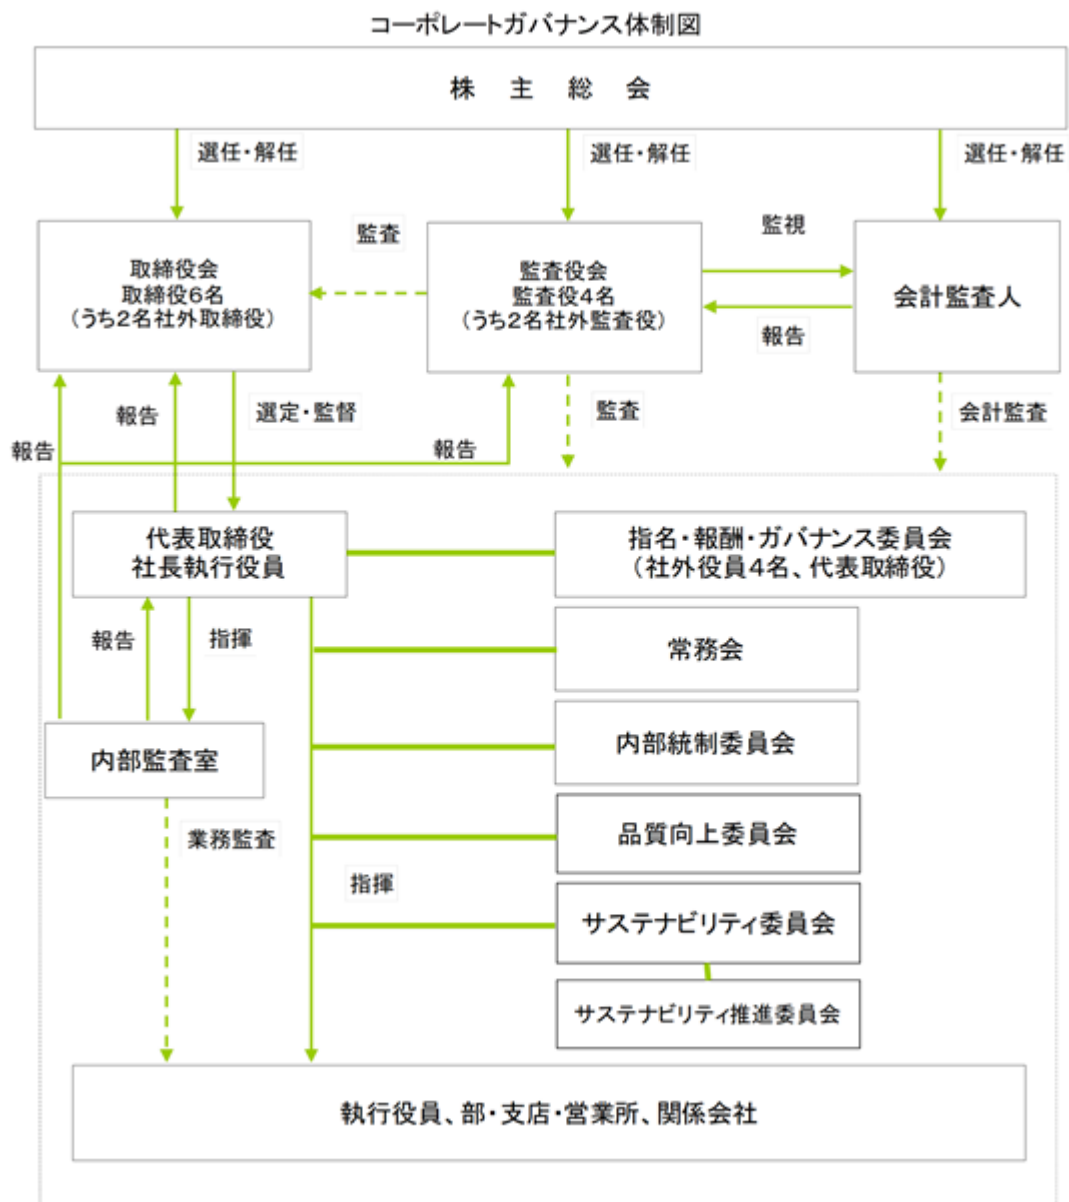 コーポレートガバナンス体制図
株 主 総 会
選任・解任
選任・解任
選任・解任
取締役会
取締役6名
(うち2名社外取締役)
監査
監査役会
監査役4名
(うち2名社外監査役)
監視
報告
会計監査人
報告
報告
選定・監督
報告
監査
会計監査
代表取締役
社長執行役員
指名・報酬・ガバナンス委員会
(社外役員4名、代表取締役)
報告
指揮
常務会
内部監査室
内部統制委員会
業務監査
品質向上委員会
指揮
サステナビリティ委員会
サステナビリティ推進委員会
執行役員、部・支店・営業所、関係会社